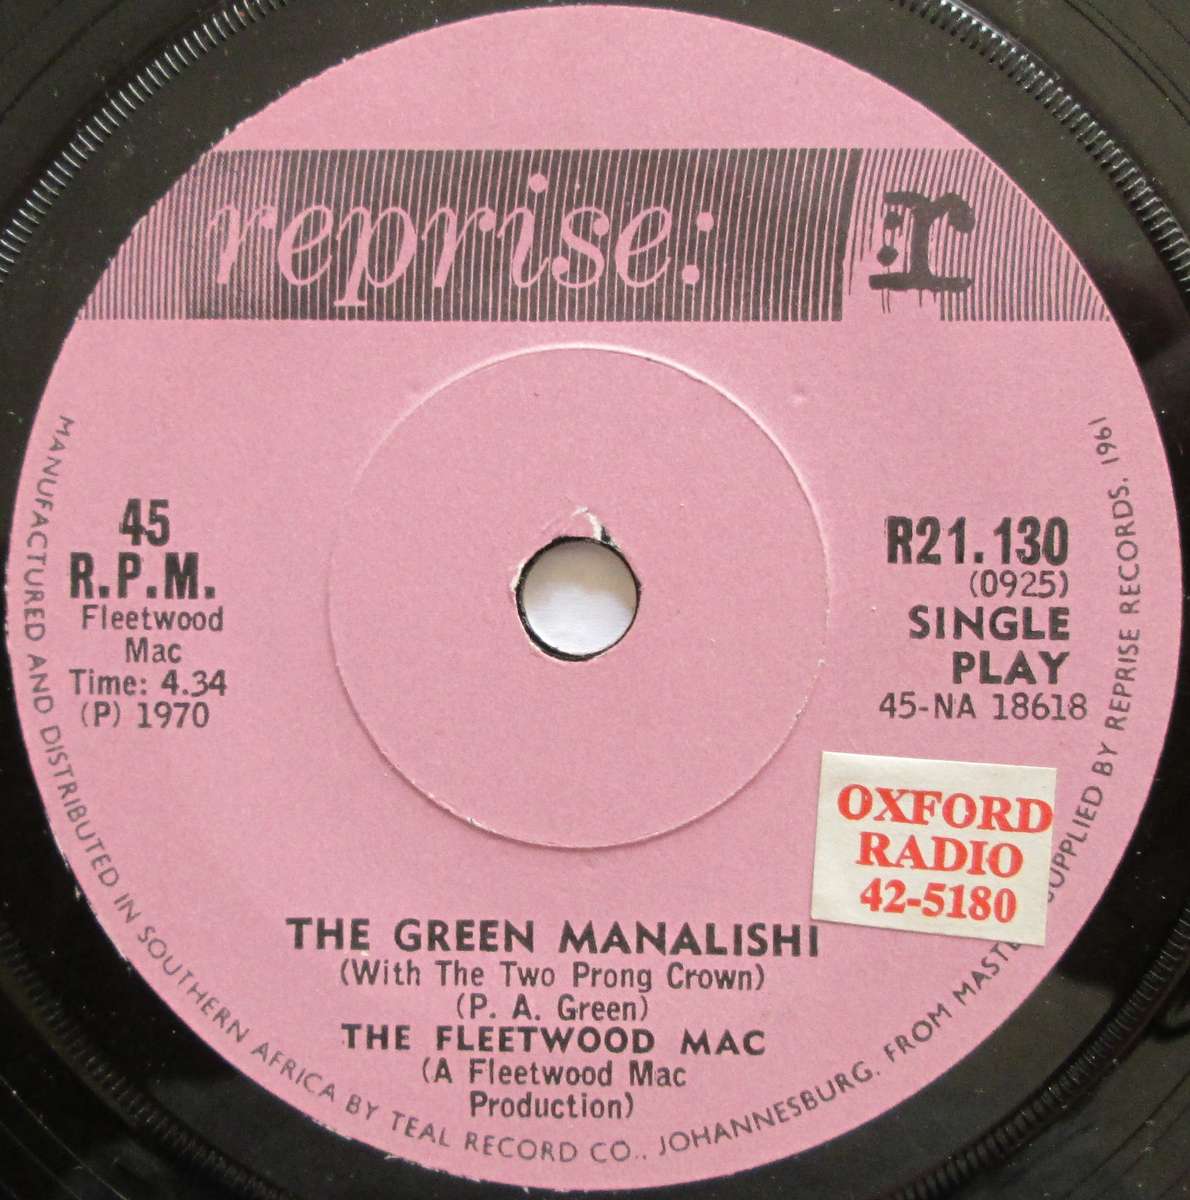 reprise:
:r
45
R.P.M.
Fleetwood
Mac
Time: 4.34
(P) 1970
R21.130
(0925)
SINGLE
PLAY
45-NA 18618
OXFORD
RADIO
42-5180
THE GREEN MANALISHI
(With The Two Prong Crown)
(P. A. Green)
THE FLEETWOOD MAC
(A Fleetwood Mac
Production)
MANUFACTURED AND DISTRIBUTED IN SOUTHERN AFRICA BY TEAL RECORD CO., JOHANNESBURG, FROM MASTE SUPPLIED BY REPRISE RECORDS, 1961